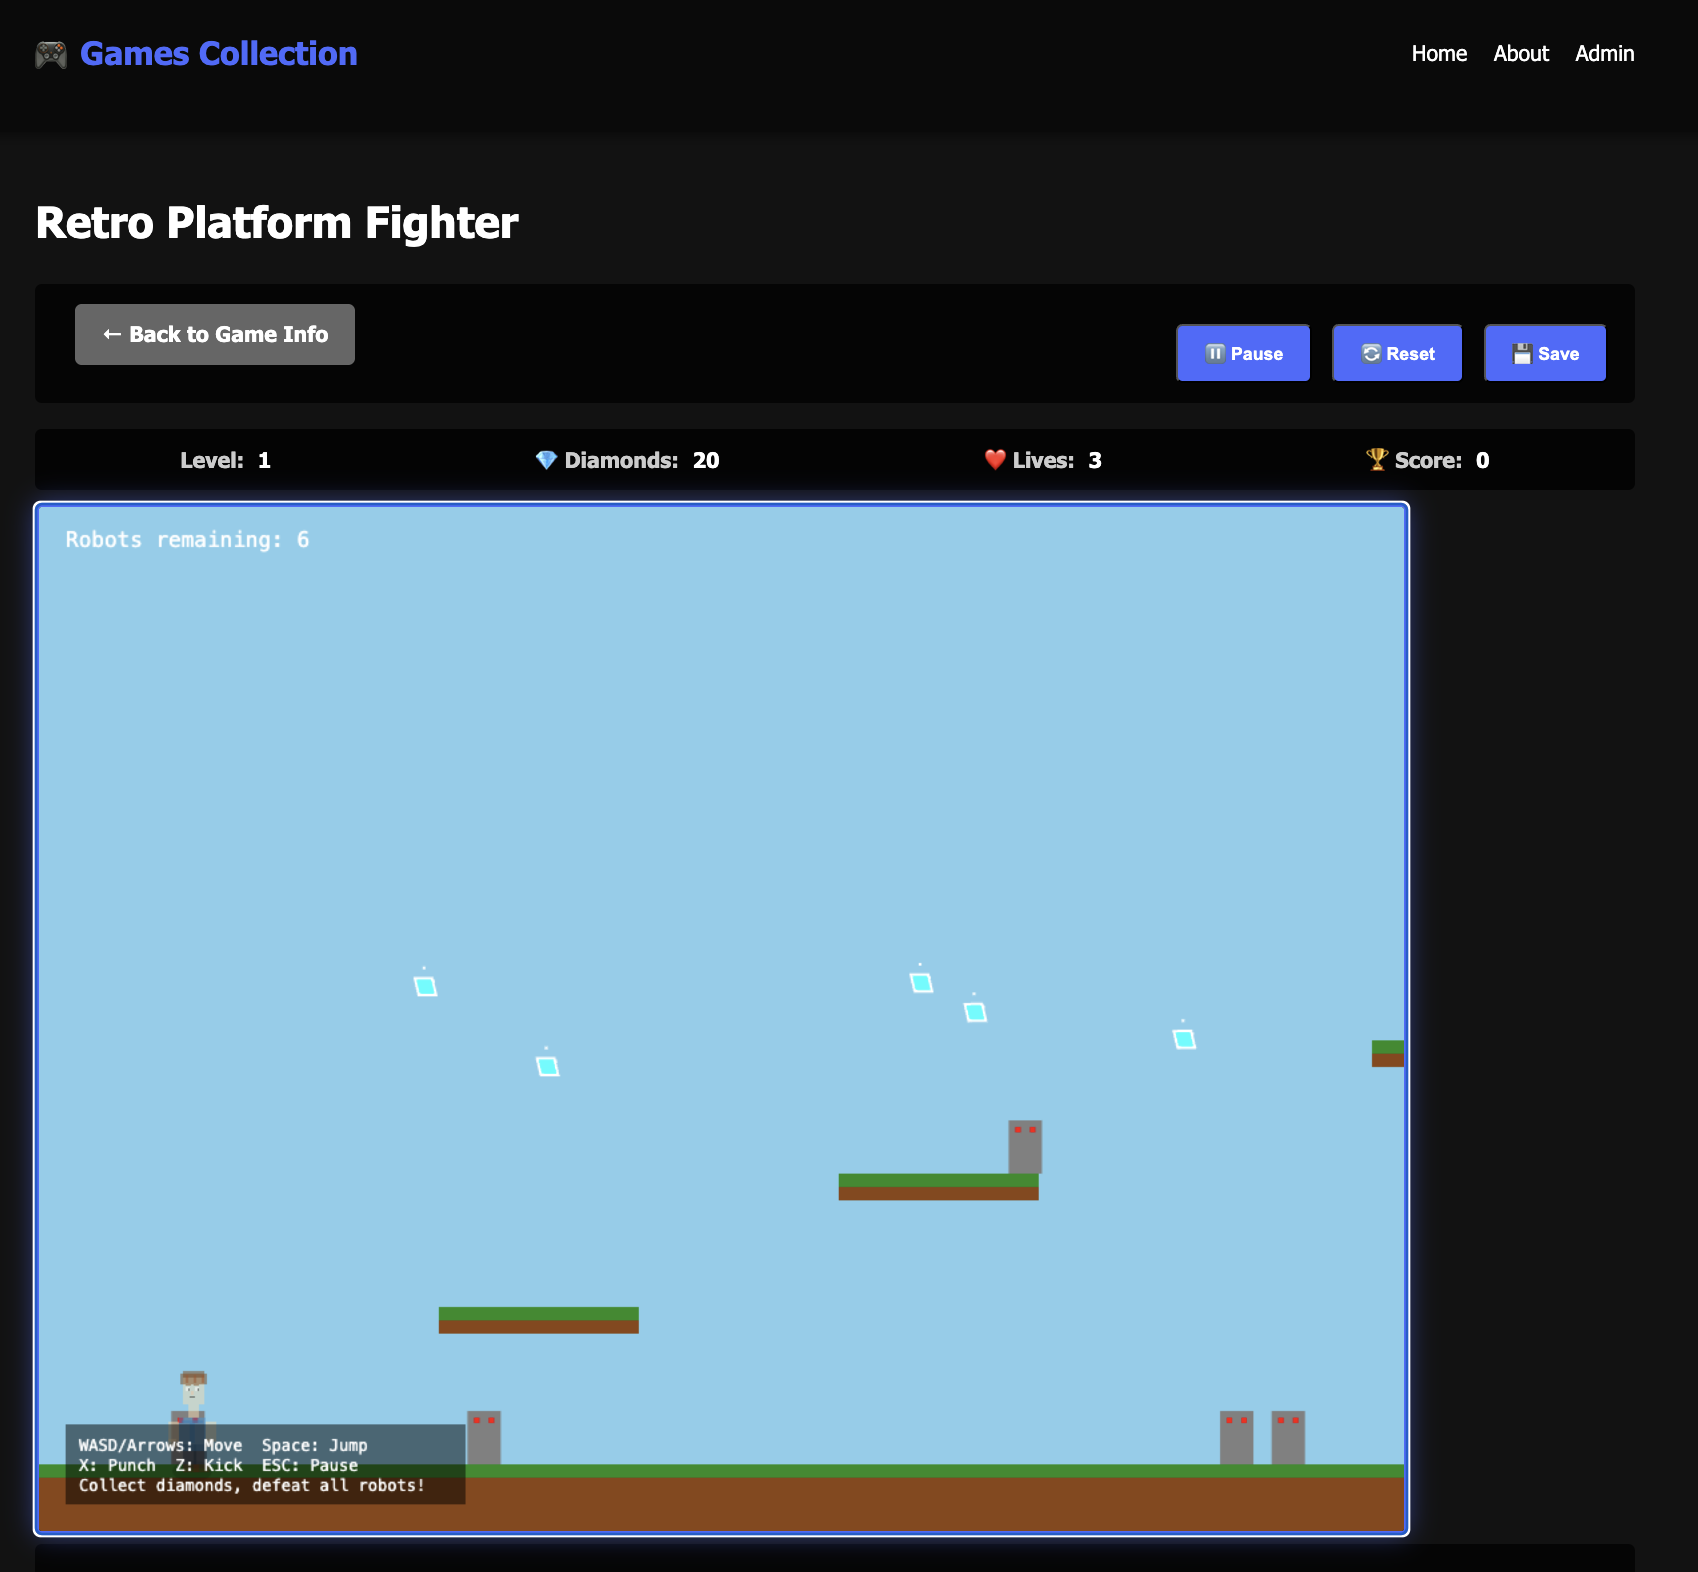 🎮 Games Collection
Home About Admin
Retro Platform Fighter
← Back to Game Info
⏸️ Pause 🔄 Reset 💾 Save
Level: 1 💎 Diamonds: 20 ❤️ Lives: 3 🏆 Score: 0
Robots remaining: 6
WASD/Arrows: Move  Space: Jump
X: Punch  Z: Kick  ESC: Pause
Collect diamonds, defeat all robots!